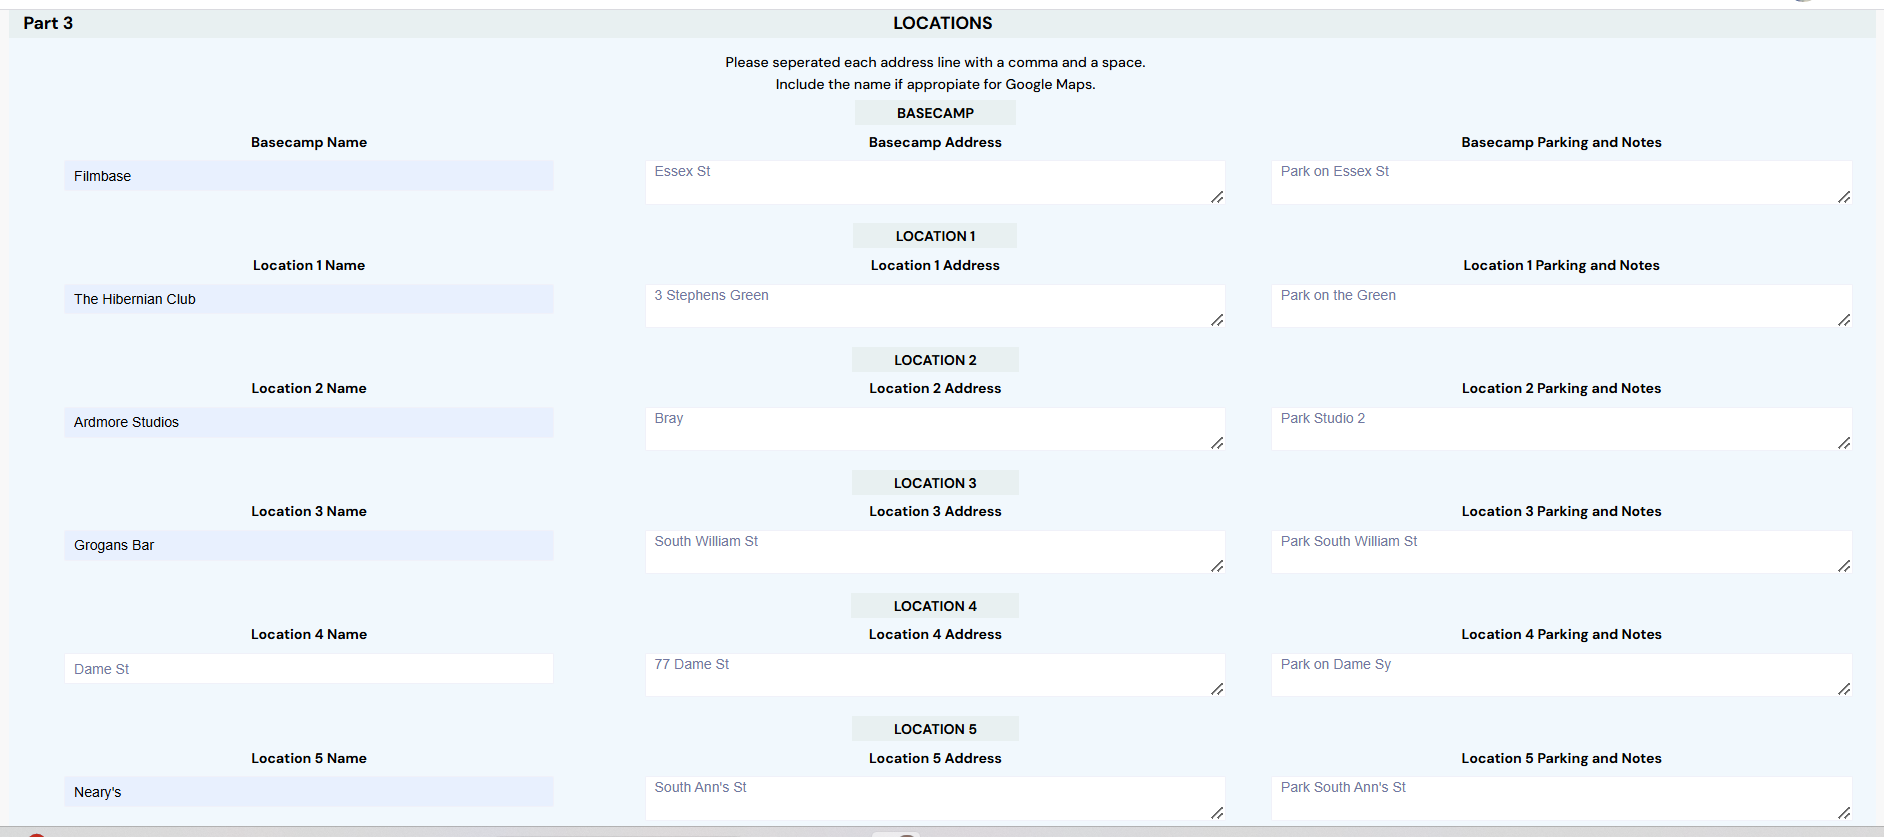 Part 3 LOCATIONS
Please seperated each address line with a comma and a space.
Include the name if appropiate for Google Maps.
BASECAMP
Basecamp Name Basecamp Address Basecamp Parking and Notes
Filmbase Essex St Park on Essex St
LOCATION 1
Location 1 Name Location 1 Address Location 1 Parking and Notes
The Hibernian Club 3 Stephens Green Park on the Green
LOCATION 2
Location 2 Name Location 2 Address Location 2 Parking and Notes
Ardmore Studios Bray Park Studio 2
LOCATION 3
Location 3 Name Location 3 Address Location 3 Parking and Notes
Grogans Bar South William St Park South William St
LOCATION 4
Location 4 Name Location 4 Address Location 4 Parking and Notes
Dame St 77 Dame St Park on Dame Sy
LOCATION 5
Location 5 Name Location 5 Address Location 5 Parking and Notes
Neary's South Ann's St Park South Ann's St